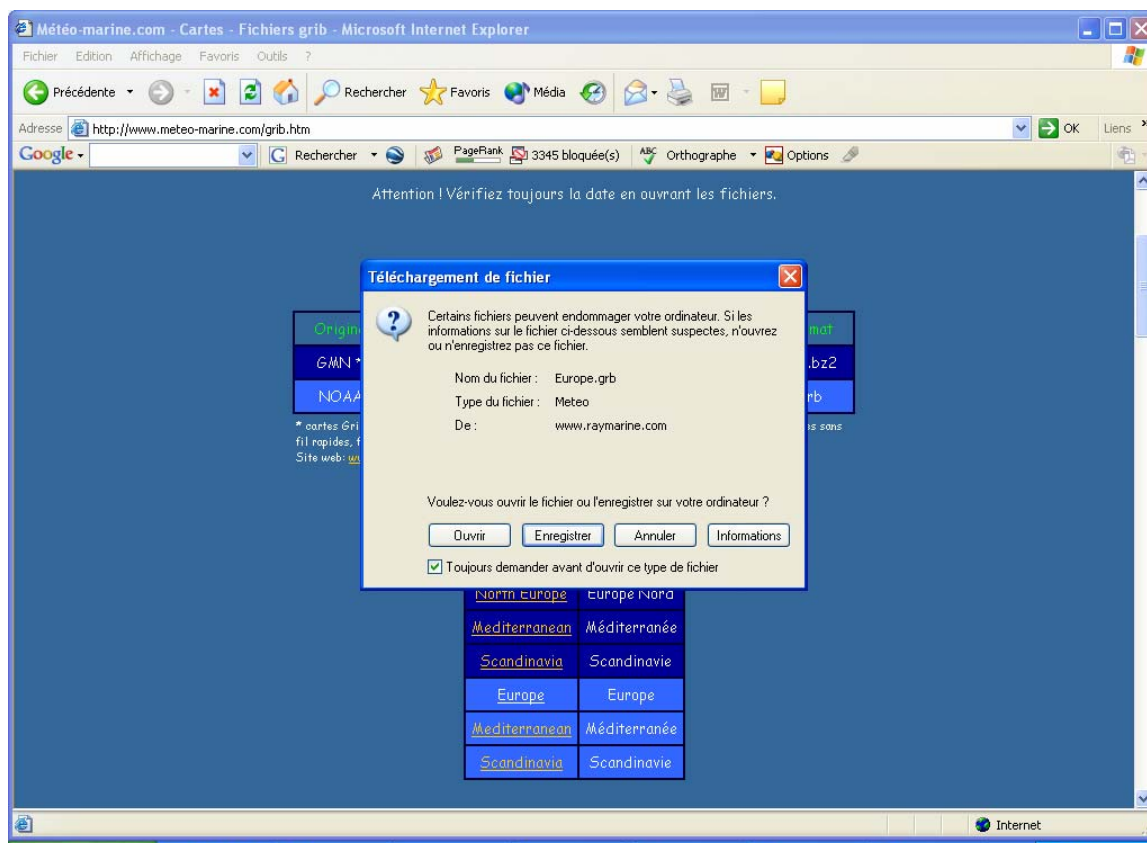 Météo-marine.com - Cartes - Fichiers grib - Microsoft Internet Explorer
Fichier Edition Affichage Favoris Outils ?
Précédente Rechercher Favoris Média
Adresse http://www.meteo-marine.com/grib.htm OK Liens
Google Rechercher PageRank 3345 bloquée(s) ABC Orthographe Options
Attention ! Vérifiez toujours la date en ouvrant les fichiers.
Téléchargement de fichier
Certains fichiers peuvent endommager votre ordinateur. Si les
informations sur le fichier ci-dessous semblent suspectes, n'ouvrez
ou n'enregistrez pas ce fichier.
Nom du fichier : Europe.grb
Type du fichier : Meteo
De : www.raymarine.com
Voulez-vous ouvrir le fichier ou l'enregistrer sur votre ordinateur ?
Ouvrir Enregistrer Annuler Informations
Toujours demander avant d'ouvrir ce type de fichier
GMN * .bz2
NOAA
* cartes sans
fil rapides,
Site web:
North Europe Europe Nord
Mediterranean Méditerranée
Scandinavia Scandinavie
Europe Europe
Mediterranean Méditerranée
Scandinavia Scandinavie
Internet